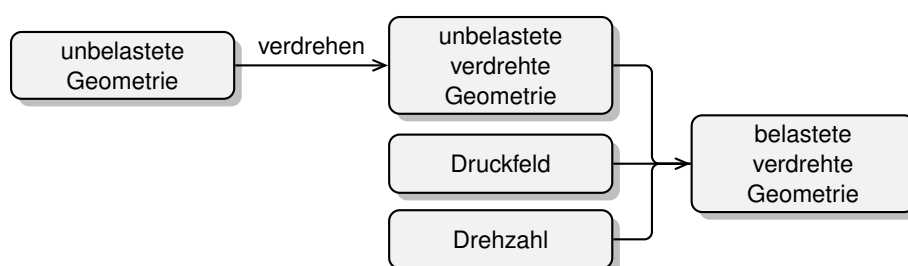 unbelastete
Geometrie
verdrehen
unbelastete
verdrehte
Geometrie
Druckfeld
Drehzahl
belastete
verdrehte
Geometrie